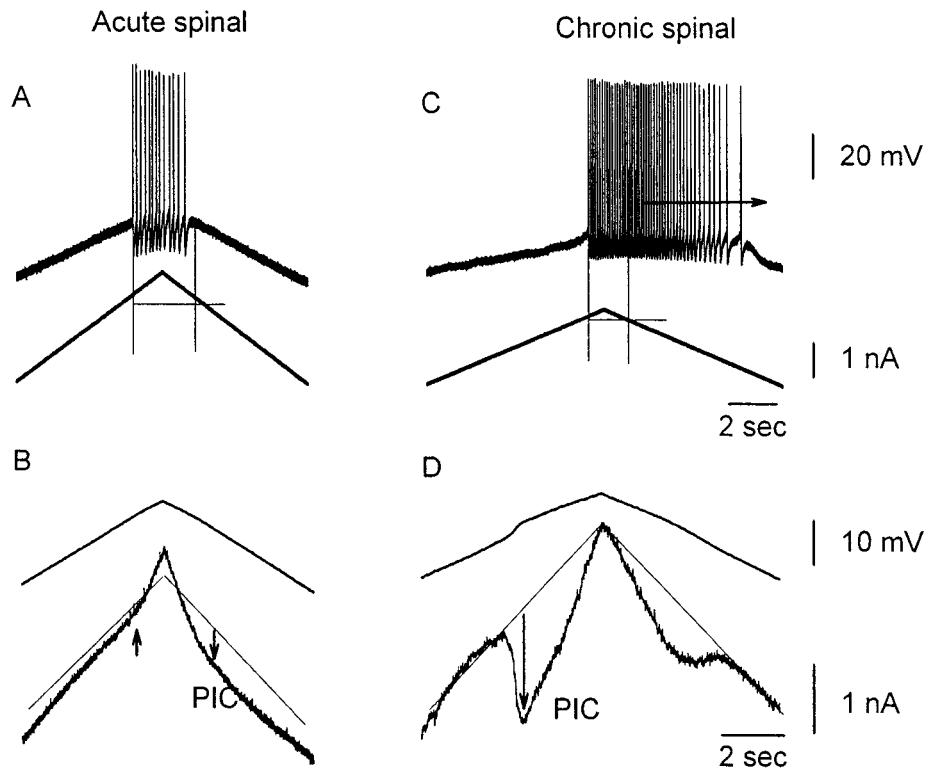 Acute spinal
Chronic spinal
A
C
20 mV
1 nA
2 sec
B
D
10 mV
PIC
PIC
1 nA
2 sec